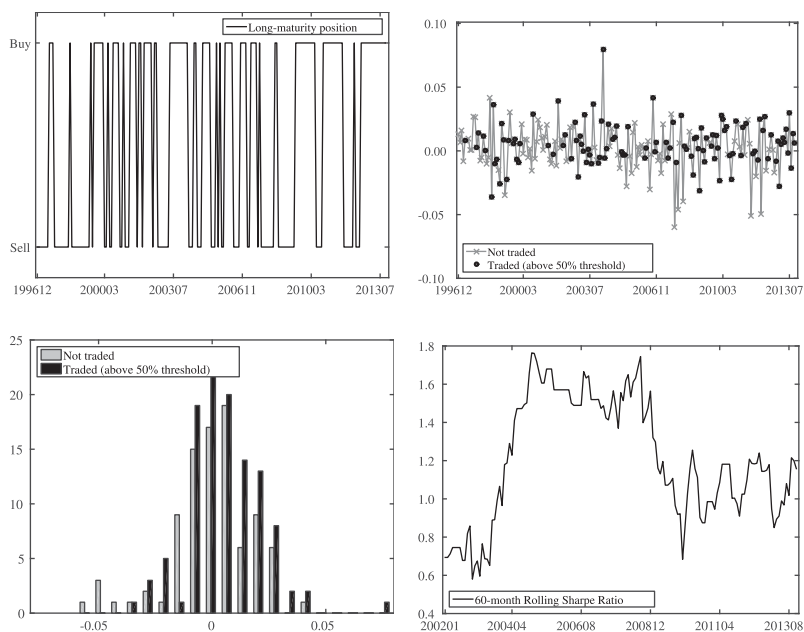 Long-maturity position
Buy
Sell
199612 200003 200307 200611 201003 201307
0.10
0.05
0.00
-0.05
-0.10
Not traded
Traded (above 50% threshold)
199612 200003 200307 200611 201003 201307
25
20
15
10
5
0
Not traded
Traded (above 50% threshold)
-0.05 0 0.05
1.8
1.6
1.4
1.2
1.0
0.8
0.6
0.4
60-month Rolling Sharpe Ratio
200201 200404 200608 200812 201104 201308